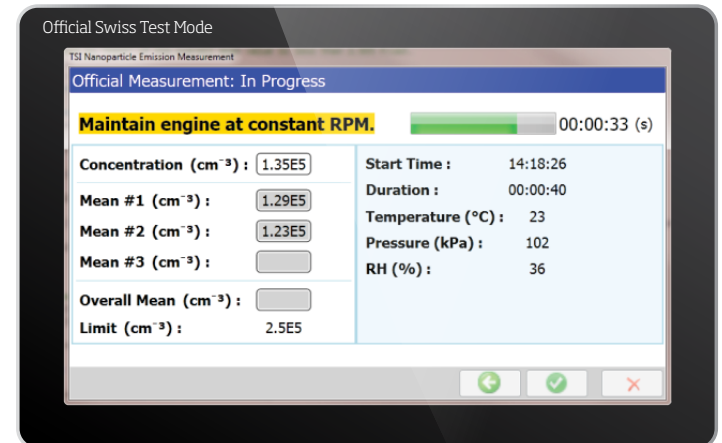 Official Swiss Test Mode
TSI Nanoparticle Emission Measurement
Official Measurement: In Progress
Maintain engine at constant RPM.
00:00:33 (s)
Concentration (cm⁻³) : 1.35E5
Mean #1 (cm⁻³) : 1.29E5
Mean #2 (cm⁻³) : 1.23E5
Mean #3 (cm⁻³) :
Overall Mean (cm⁻³) :
Limit (cm⁻³) : 2.5E5
Start Time : 14:18:26
Duration : 00:00:40
Temperature (°C) : 23
Pressure (kPa) : 102
RH (%) : 36